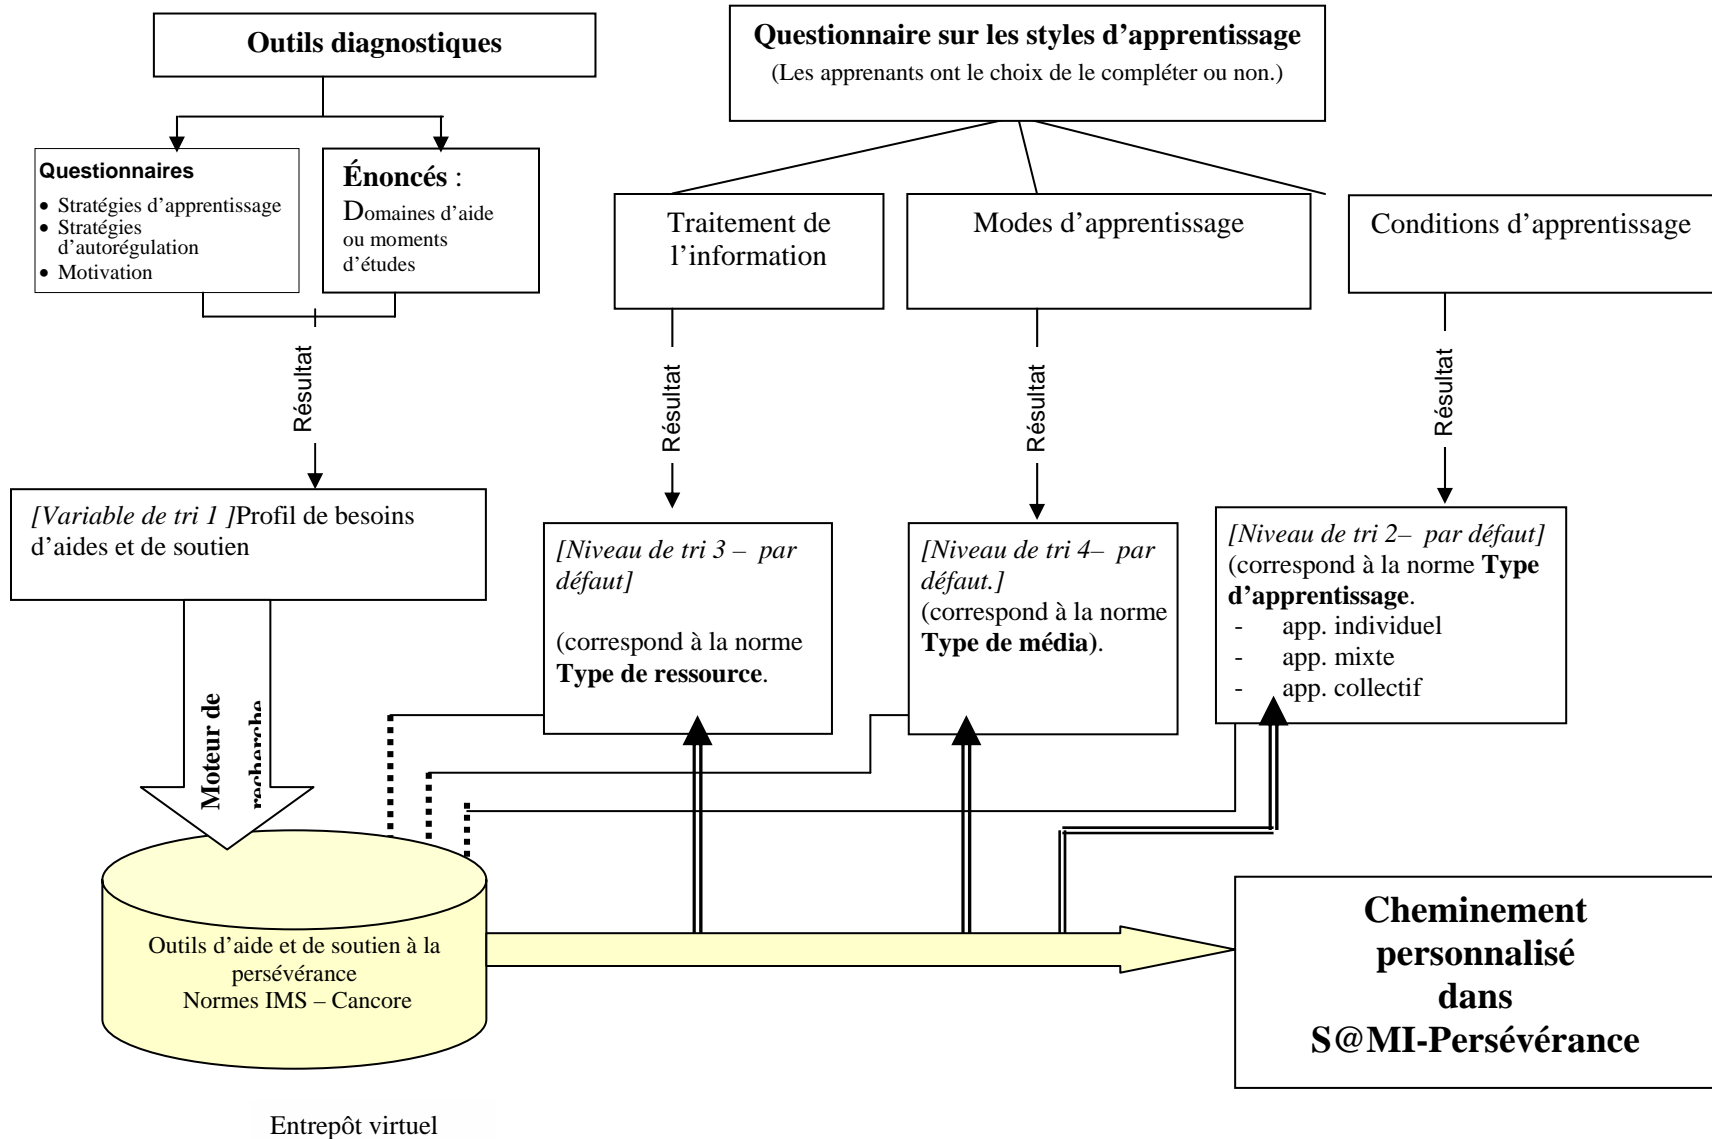 Outils diagnostiques
Questionnaire sur les styles d’apprentissage
(Les apprenants ont le choix de le compléter ou non.)
Questionnaires
• Stratégies d’apprentissage
• Stratégies
d’autorégulation
• Motivation
Énoncés :
Domaines d’aide
ou moments
d’études
Traitement de
l’information
Modes d’apprentissage
Conditions d’apprentissage
Résultat
Résultat
Résultat
Résultat
[Variable de tri 1 ]Profil de besoins
d’aides et de soutien
[Niveau de tri 3 – par
défaut]
(correspond à la norme
Type de ressource.
[Niveau de tri 4– par
défaut.]
(correspond à la norme
Type de média).
[Niveau de tri 2– par défaut]
(correspond à la norme Type
d’apprentissage.
- app. individuel
- app. mixte
- app. collectif
Moteur de
recherche
Outils d’aide et de soutien à la
persévérance
Normes IMS – Cancore
Cheminement
personnalisé
dans
S@MI-Persévérance
Entrepôt virtuel